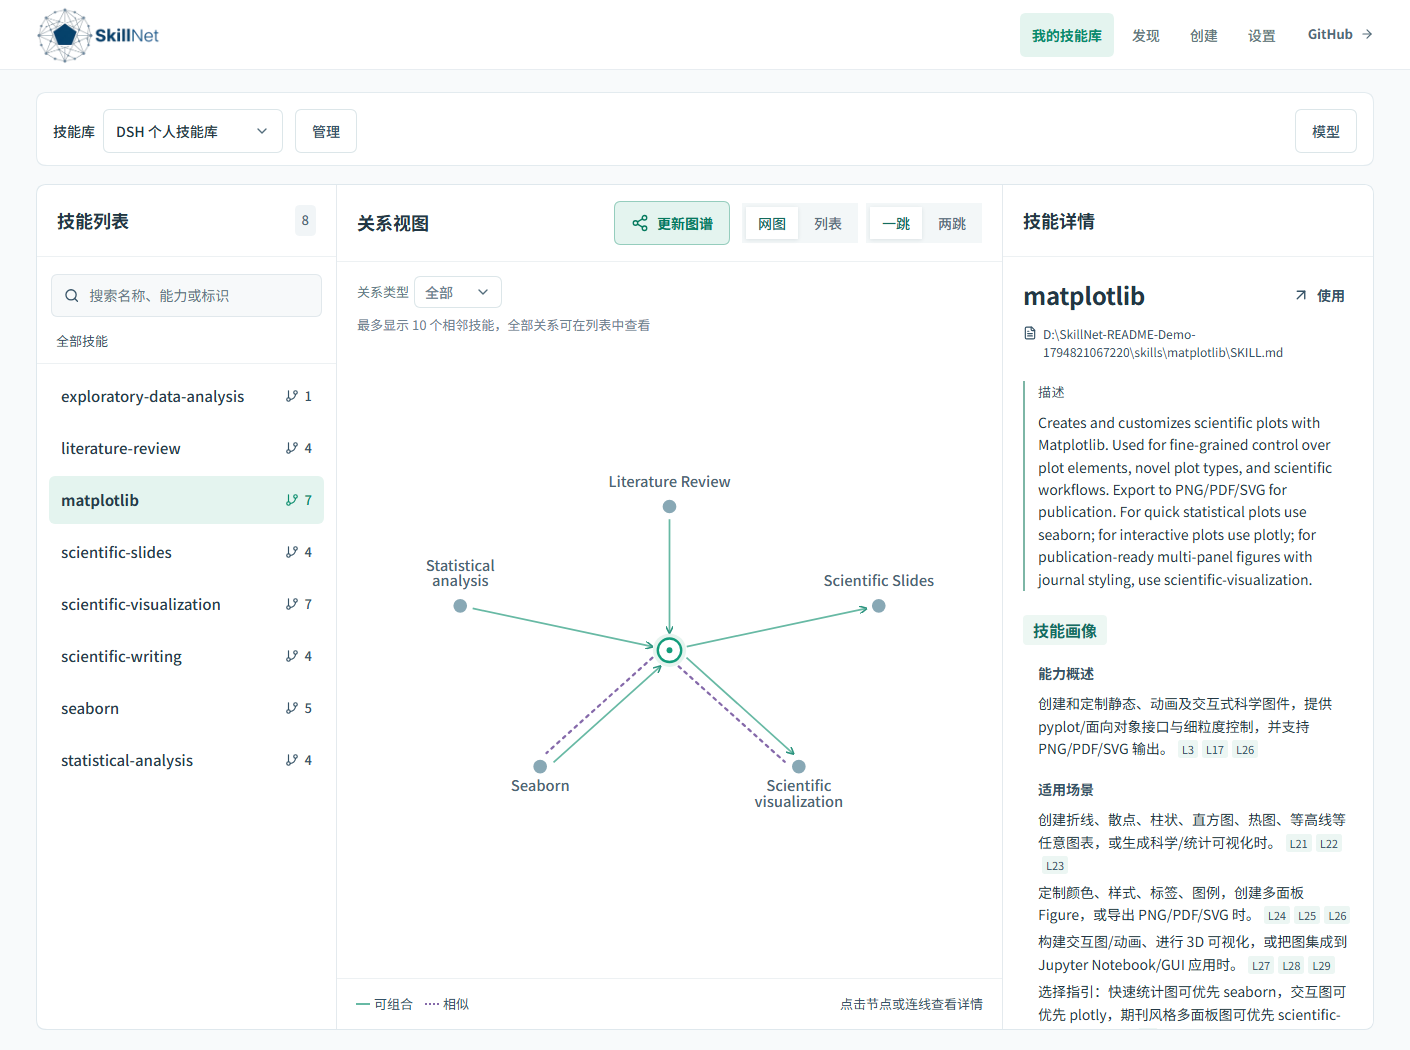 SkillNet
我的技能库
发现
创建
设置
GitHub →
技能库
DSH 个人技能库
管理
模型
技能列表
8
搜索名称、能力或标识
全部技能
exploratory-data-analysis 1
literature-review 4
matplotlib 7
scientific-slides 4
scientific-visualization 7
scientific-writing 4
seaborn 5
statistical-analysis 4
关系视图
更新图谱
网图
列表
一跳
两跳
关系类型
全部
最多显示 10 个相邻技能，全部关系可在列表中查看
Literature Review
Statistical
analysis
Scientific Slides
Seaborn
Scientific
visualization
可组合
相似
点击节点或连线查看详情
技能详情
matplotlib
使用
D:\SkillNet-README-Demo-
1794821067220\skills\matplotlib\SKILL.md
描述
Creates and customizes scientific plots with
Matplotlib. Used for fine-grained control over
plot elements, novel plot types, and scientific
workflows. Export to PNG/PDF/SVG for
publication. For quick statistical plots use
seaborn; for interactive plots use plotly; for
publication-ready multi-panel figures with
journal styling, use scientific-visualization.
技能画像
能力概述
创建和定制静态、动画及交互式科学图件，提供
pyplot/面向对象接口与细粒度控制，并支持
PNG/PDF/SVG 输出。 L3 L17 L26
适用场景
创建折线、散点、柱状、直方图、热图、等高线等
任意图表，或生成科学/统计可视化时。 L21 L22
L23
定制颜色、样式、标签、图例，创建多面板
Figure，或导出 PNG/PDF/SVG 时。 L24 L25 L26
构建交互图/动画、进行 3D 可视化，或把图集成到
Jupyter Notebook/GUI 应用时。 L27 L28 L29
选择指引：快速统计图可优先 seaborn，交互图可
优先 plotly，期刊风格多面板图可优先 scientific-